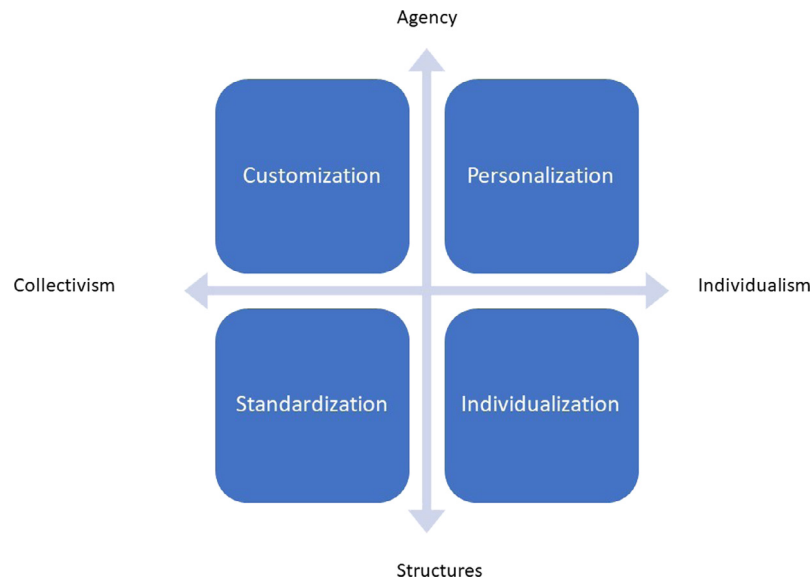 Agency
Customization
Personalization
Collectivism
Individualism
Standardization
Individualization
Structures